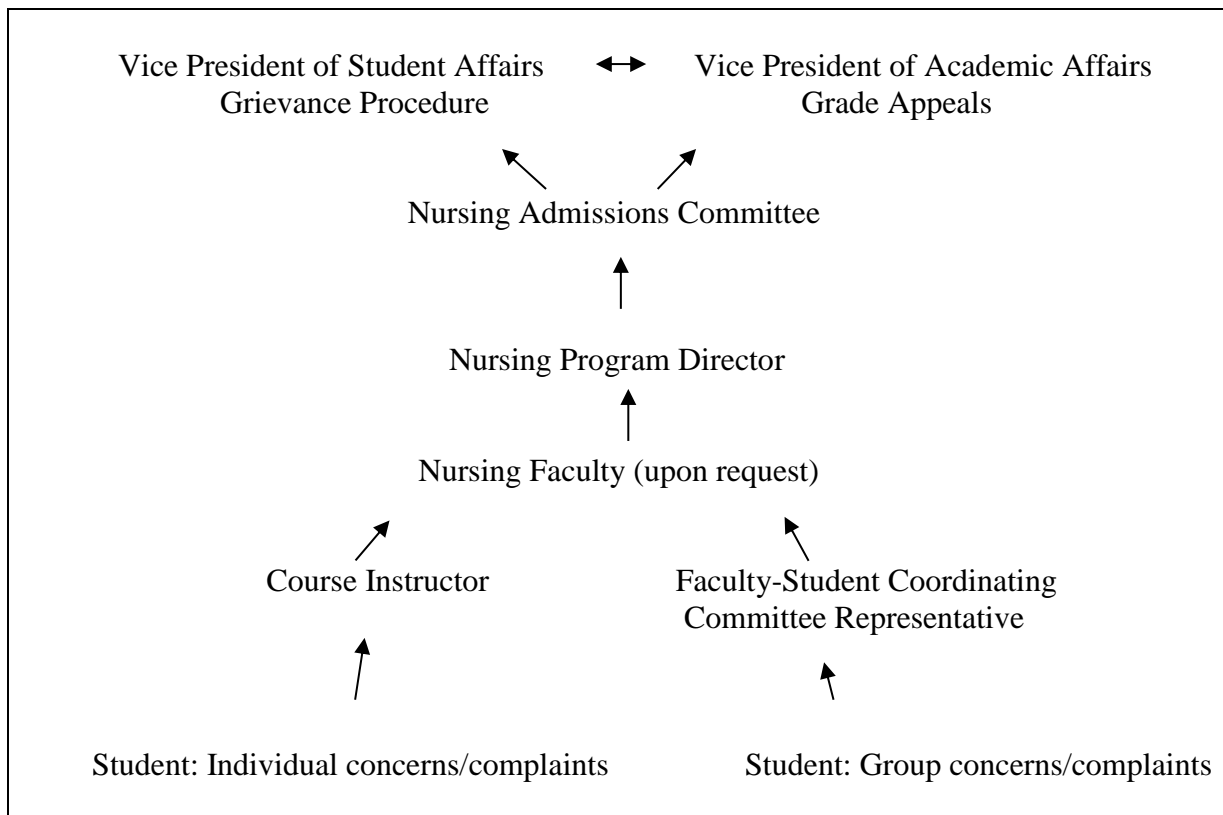 Vice President of Student Affairs
Grievance Procedure
Vice President of Academic Affairs
Grade Appeals
Nursing Admissions Committee
Nursing Program Director
Nursing Faculty (upon request)
Course Instructor
Faculty-Student Coordinating
Committee Representative
Student: Individual concerns/complaints
Student: Group concerns/complaints